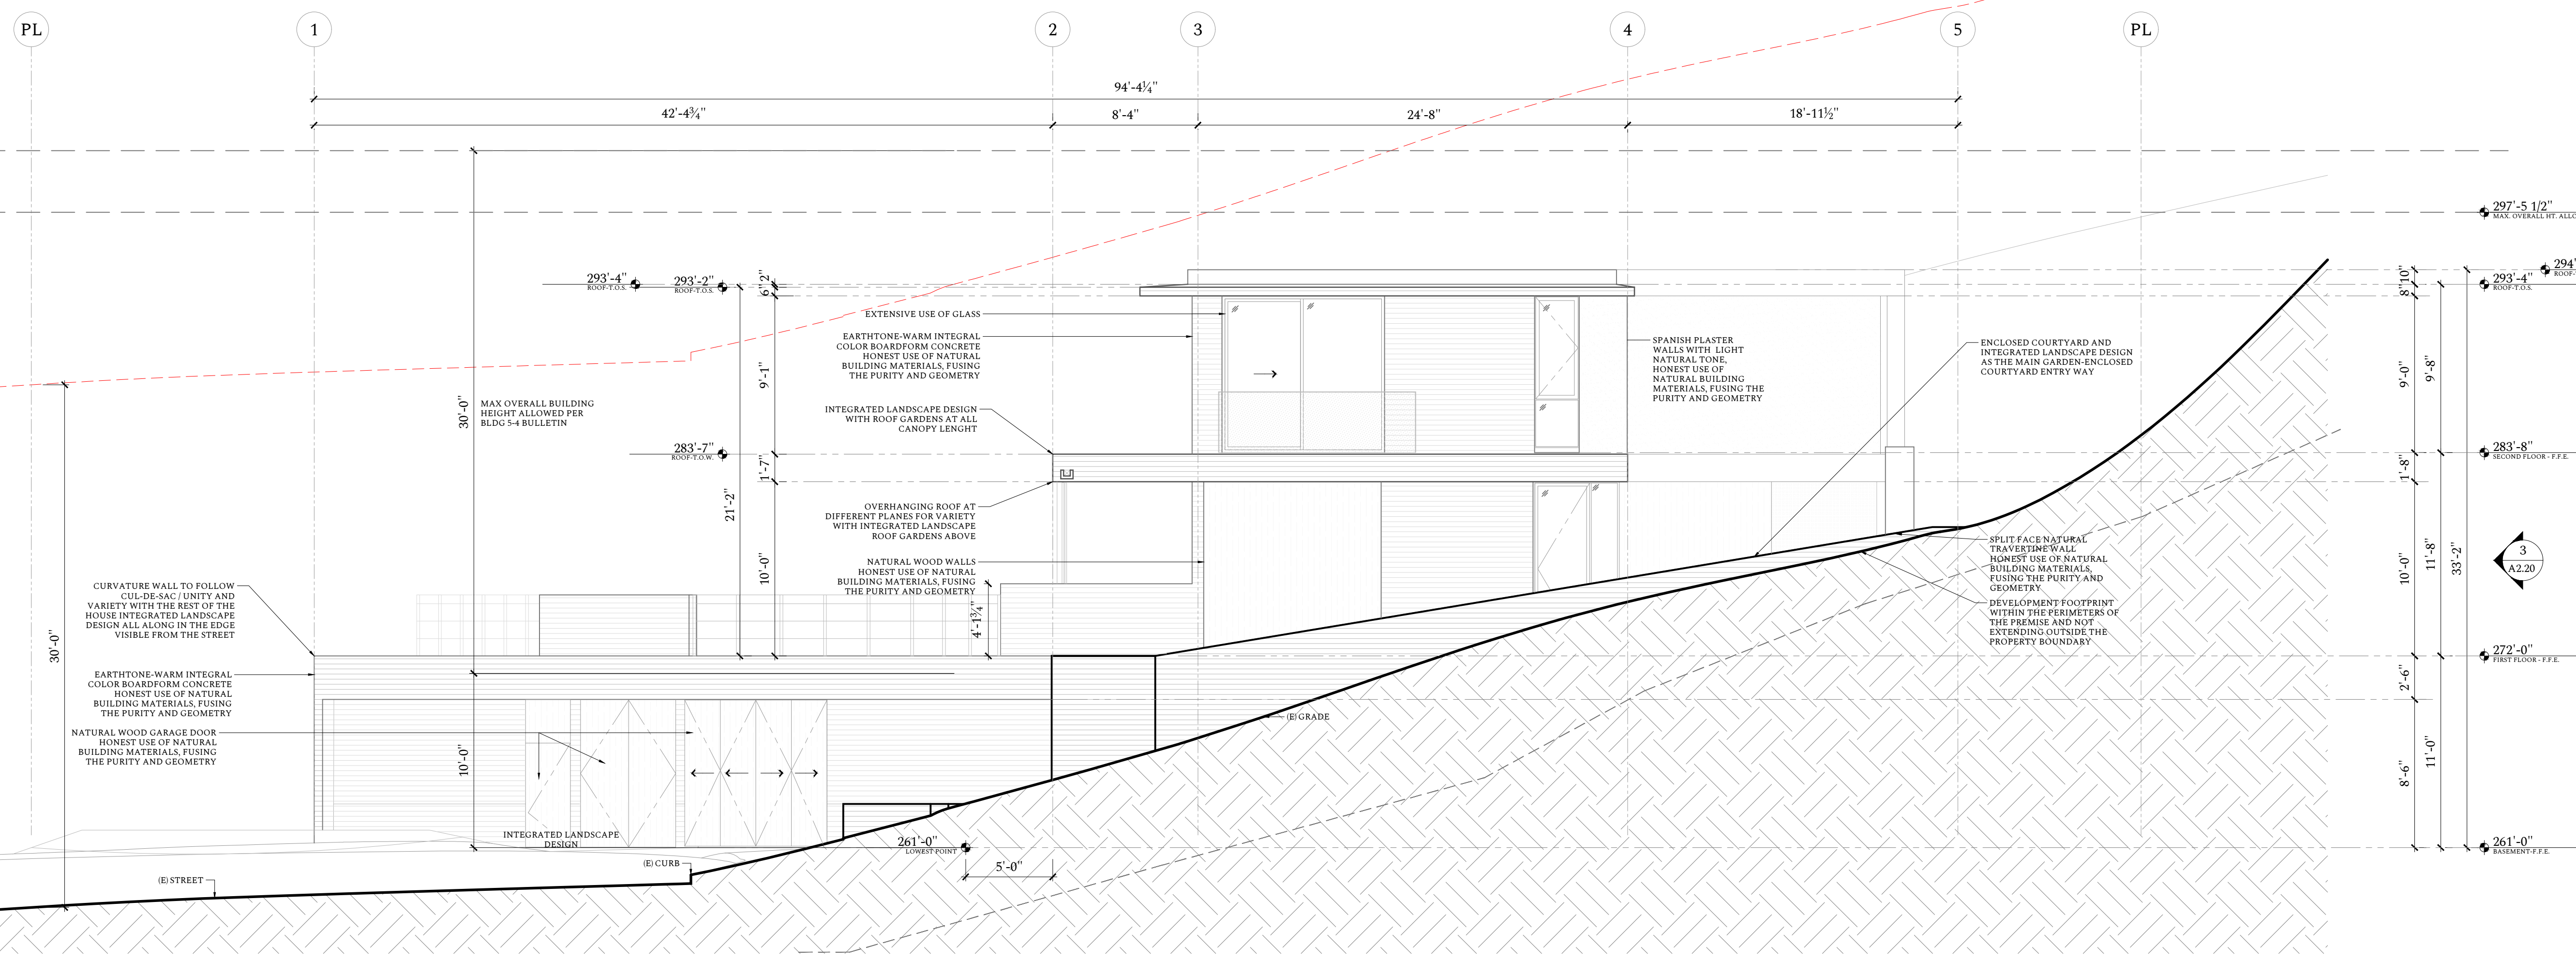 PL
1
2
3
4
5
PL
94'-4¼"
42'-4¾"
8'-4"
24'-8"
18'-11½"
297'-5 1/2"
MAX. OVERALL HT. ALLO
294'
ROOF-
293'-4"
ROOF-T.O.S.
293'-2"
ROOF-T.O.S.
2"
6"
10"
8"
293'-4"
ROOF-T.O.S.
EXTENSIVE USE OF GLASS
EARTHTONE-WARM INTEGRAL
COLOR BOARDFORM CONCRETE
HONEST USE OF NATURAL
BUILDING MATERIALS, FUSING
THE PURITY AND GEOMETRY
SPANISH PLASTER
WALLS WITH LIGHT
NATURAL TONE,
HONEST USE OF
NATURAL BUILDING
MATERIALS, FUSING THE
PURITY AND GEOMETRY
ENCLOSED COURTYARD AND
INTEGRATED LANDSCAPE DESIGN
AS THE MAIN GARDEN-ENCLOSED
COURTYARD ENTRY WAY
9'-1"
9'-0"
9'-8"
30'-0"
MAX OVERALL BUILDING
HEIGHT ALLOWED PER
BLDG 5-4 BULLETIN
INTEGRATED LANDSCAPE DESIGN
WITH ROOF GARDENS AT ALL
CANOPY LENGHT
283'-7"
ROOF-T.O.W.
283'-8"
SECOND FLOOR - F.F.E.
1'-7"
1'-8"
21'-2"
OVERHANGING ROOF AT
DIFFERENT PLANES FOR VARIETY
WITH INTEGRATED LANDSCAPE
ROOF GARDENS ABOVE
10'-0"
NATURAL WOOD WALLS
HONEST USE OF NATURAL
BUILDING MATERIALS, FUSING
THE PURITY AND GEOMETRY
4'-1¾"
SPLIT FACE NATURAL
TRAVERTINE WALL
HONEST USE OF NATURAL
BUILDING MATERIALS,
FUSING THE PURITY AND
GEOMETRY
DEVELOPMENT FOOTPRINT
WITHIN THE PERIMETERS OF
THE PREMISE AND NOT
EXTENDING OUTSIDE THE
PROPERTY BOUNDARY
10'-0"
11'-8"
33'-2"
3
A2.20
CURVATURE WALL TO FOLLOW
CUL-DE-SAC / UNITY AND
VARIETY WITH THE REST OF THE
HOUSE INTEGRATED LANDSCAPE
DESIGN ALL ALONG IN THE EDGE
VISIBLE FROM THE STREET
30'-0"
272'-0"
FIRST FLOOR - F.F.E.
EARTHTONE-WARM INTEGRAL
COLOR BOARDFORM CONCRETE
HONEST USE OF NATURAL
BUILDING MATERIALS, FUSING
THE PURITY AND GEOMETRY
2'-6"
(E) GRADE
NATURAL WOOD GARAGE DOOR
HONEST USE OF NATURAL
BUILDING MATERIALS, FUSING
THE PURITY AND GEOMETRY
10'-0"
8'-6"
11'-0"
INTEGRATED LANDSCAPE
DESIGN
261'-0"
LOWEST POINT
261'-0"
BASEMENT-F.F.E.
(E) CURB
5'-0"
(E) STREET